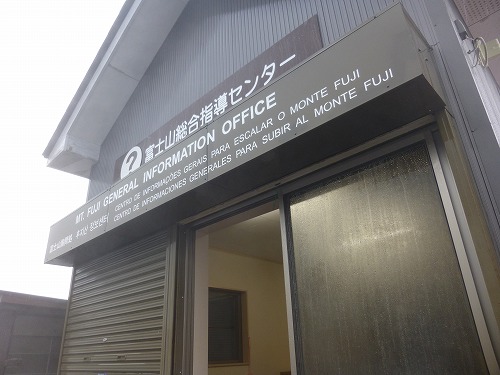 ? 富士山総合指導センター
MT. FUJI GENERAL INFORMATION OFFICE
CENTRO DE INFORMAÇÕES GERAIS PARA ESCALAR O MONTE FUJI
CENTRO DE INFORMACIONES GENERALES PARA SUBIR AL MONTE FUJI